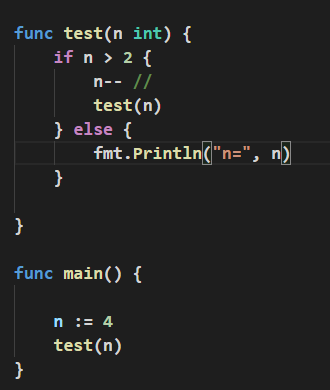 func test(n int) {
    if n > 2 {
        n-- //
        test(n)
    } else {
        fmt.Println("n=", n)
    }

}

func main() {

    n := 4
    test(n)
}